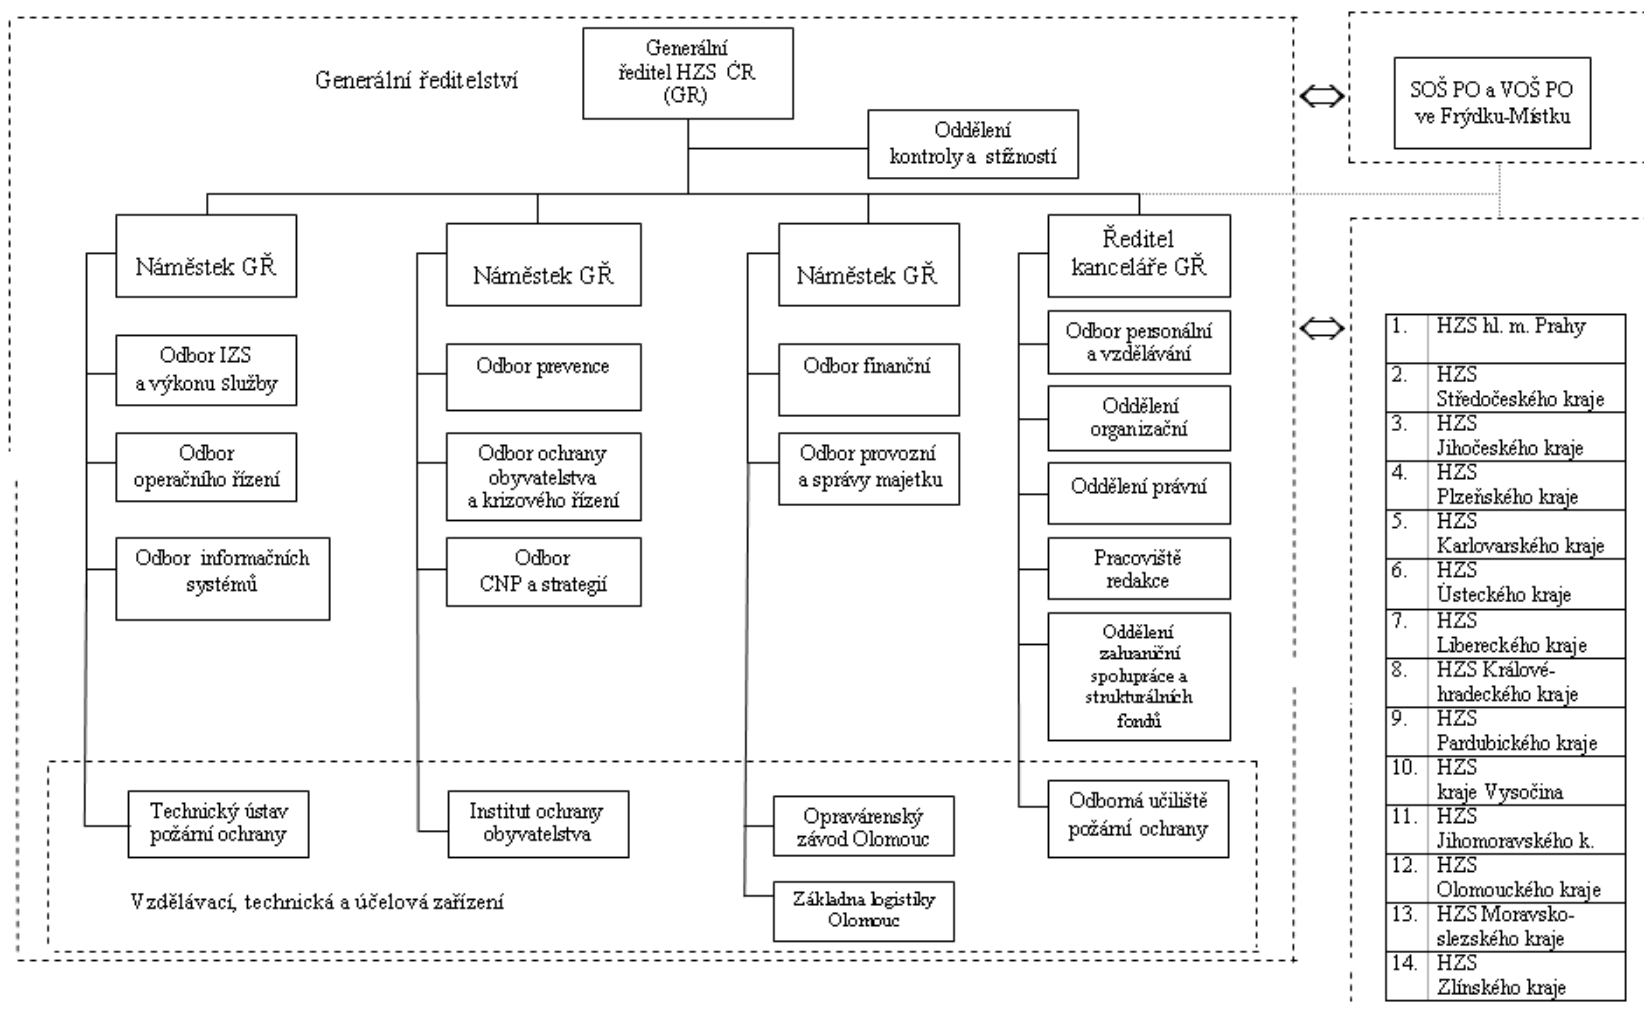 Generální ředitelství
Generální
ředitel HZS ČR
(GR)
Oddělení
kontroly a stížností
SOŠ PO a VOŠ PO
ve Frýdku-Místku
Náměstek GŘ
Odbor IZS
a výkonu služby
Odbor
operačního řízení
Odbor informačních
systémů
Náměstek GŘ
Odbor prevence
Odbor ochrany
obyvatelstva
a krizového řízení
Odbor
CNP a strategií
Náměstek GŘ
Odbor finanční
Odbor provozní
a správy majetku
Ředitel
kanceláře GŘ
Odbor personální
a vzdělávání
Oddělení
organizační
Oddělení právní
Pracoviště
redakce
Oddělení
zahraniční
spolupráce a
strukturálních
fondů
Technický ústav
požární ochrany
Institut ochrany
obyvatelstva
Opravárenský
závod Olomouc
Základna logistiky
Olomouc
Odborná učiliště
požární ochrany
Vzdělávací, technická a účelová zařízení
1. HZS hl. m. Prahy
2. HZS
Středočeského kraje
3. HZS
Jihočeského kraje
4. HZS
Plzeňského kraje
5. HZS
Karlovarského kraje
6. HZS
Ústeckého kraje
7. HZS
Libereckého kraje
8. HZS Králové-
hradeckého kraje
9. HZS
Pardubického kraje
10. HZS
kraje Vysočina
11. HZS
Jihomoravského k.
12. HZS
Olomouckého kraje
13. HZS Moravsko-
slezského kraje
14. HZS
Zlínského kraje